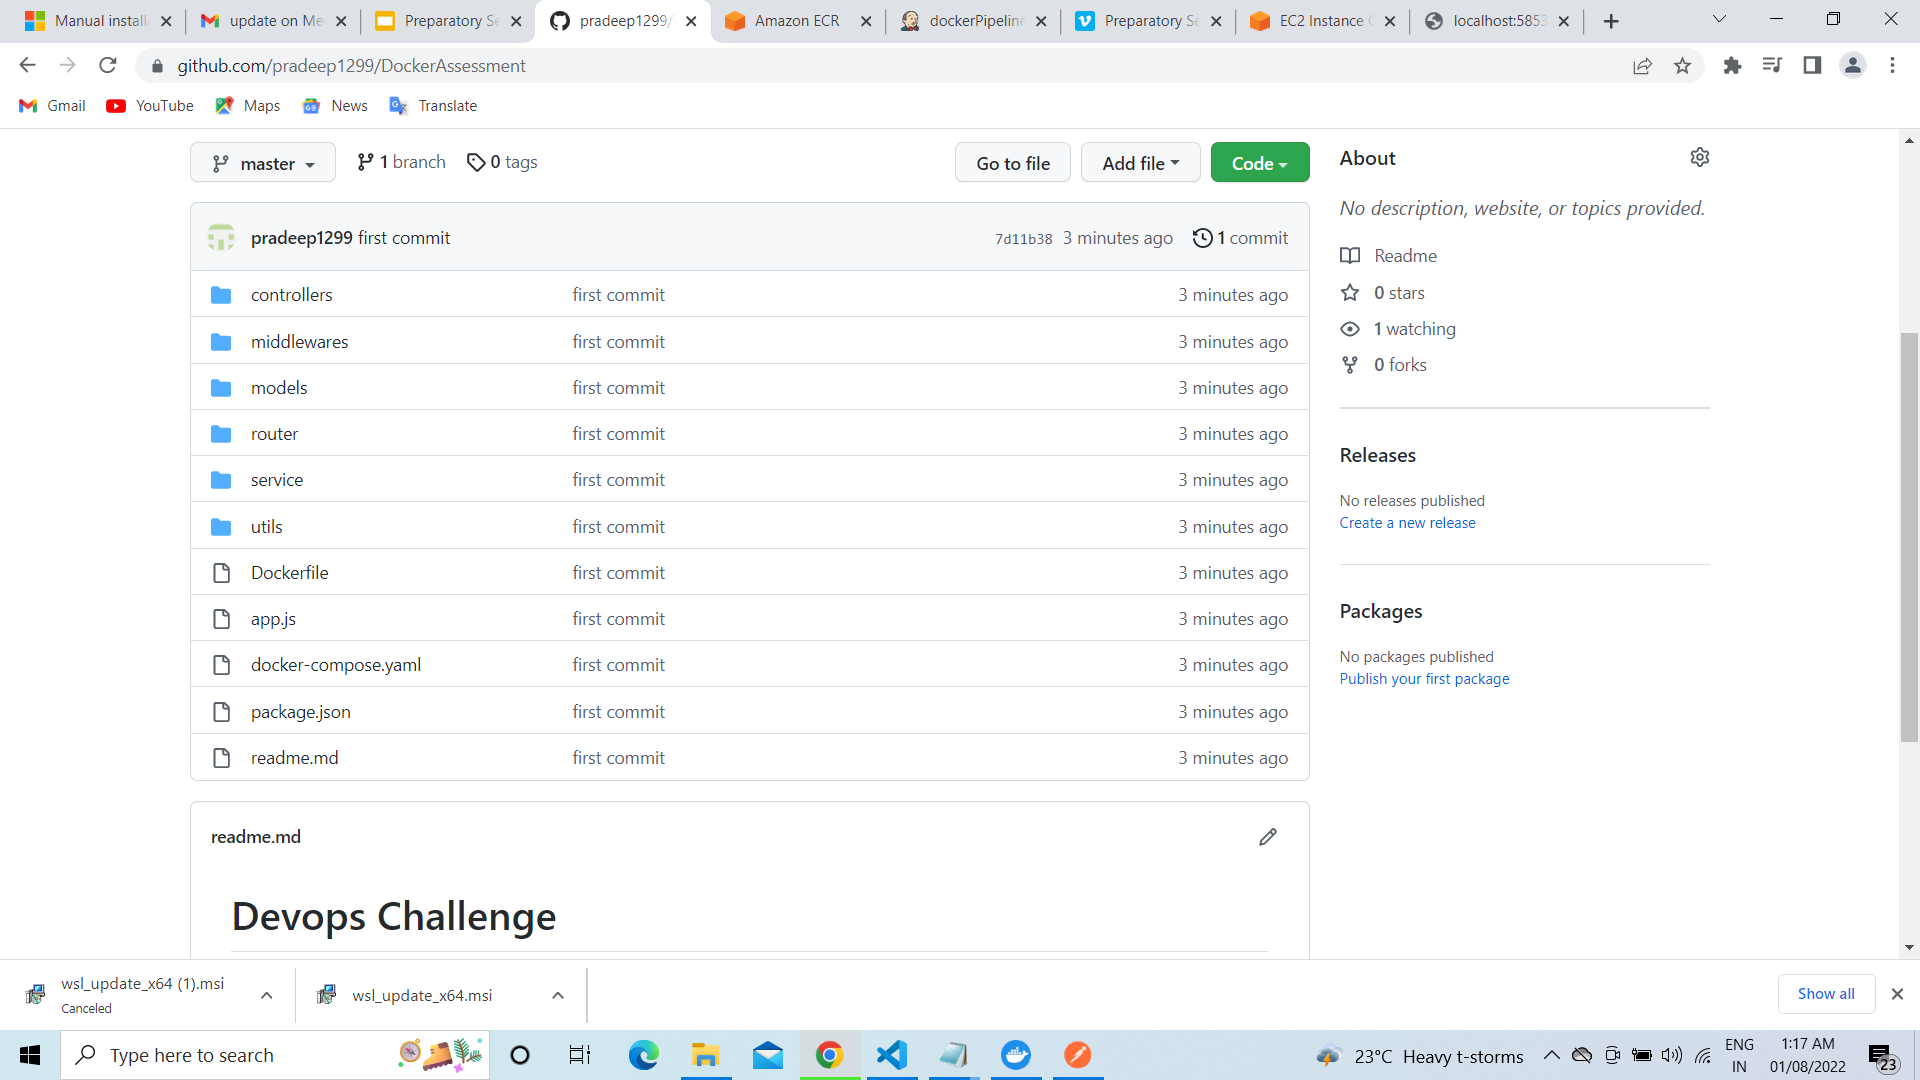 Manual install
update on Me
Preparatory Se
pradeep1299/
Amazon ECR
dockerPipeline
Preparatory Se
EC2 Instance C
localhost:5853
github.com/pradeep1299/DockerAssessment
Gmail
YouTube
Maps
News
Translate
master
1 branch
0 tags
Go to file
Add file
Code
About
No description, website, or topics provided.
pradeep1299 first commit
7d11b38 3 minutes ago
1 commit
controllers first commit 3 minutes ago
middlewares first commit 3 minutes ago
models first commit 3 minutes ago
router first commit 3 minutes ago
service first commit 3 minutes ago
utils first commit 3 minutes ago
Dockerfile first commit 3 minutes ago
app.js first commit 3 minutes ago
docker-compose.yaml first commit 3 minutes ago
package.json first commit 3 minutes ago
readme.md first commit 3 minutes ago
Readme
0 stars
1 watching
0 forks
Releases
No releases published
Create a new release
Packages
No packages published
Publish your first package
readme.md
Devops Challenge
wsl_update_x64 (1).msi
Canceled
wsl_update_x64.msi
Show all
Type here to search
23°C Heavy t-storms
ENG
IN
1:17 AM
01/08/2022
23